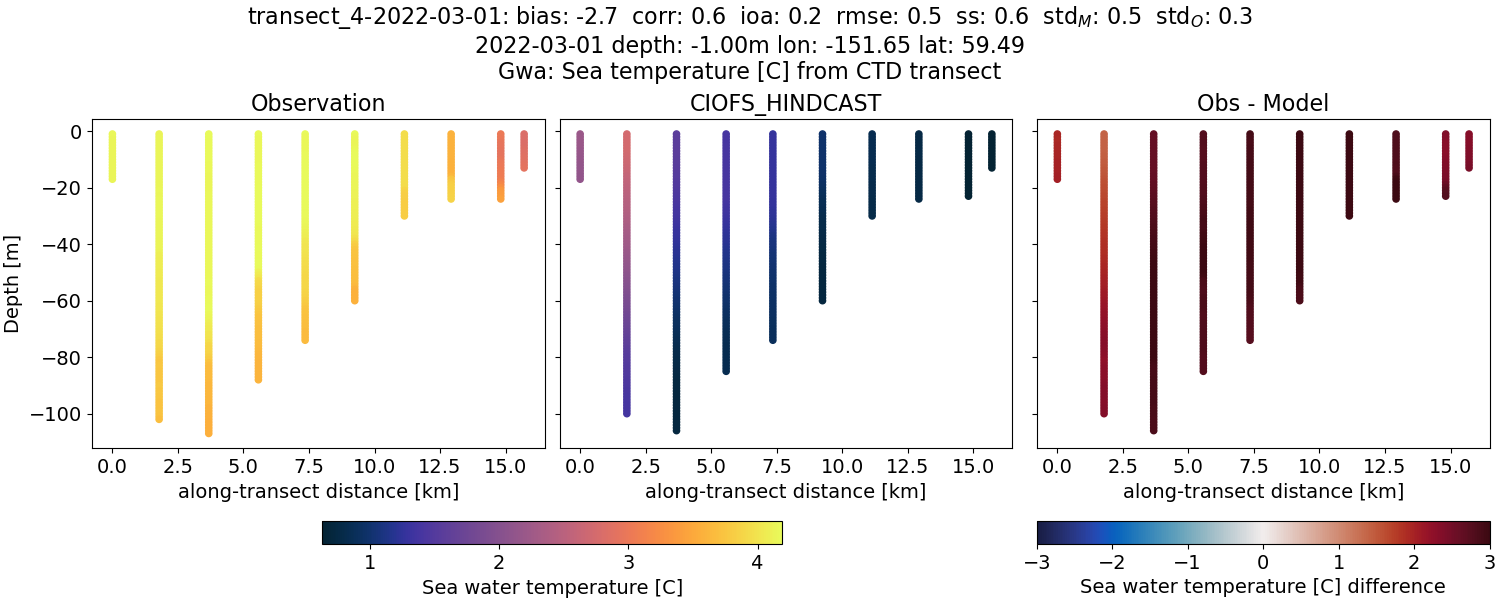 transect_4-2022-03-01: bias: -2.7 corr: 0.6 ioa: 0.2 rmse: 0.5 ss: 0.6 std_M: 0.5 std_O: 0.3
2022-03-01 depth: -1.00m lon: -151.65 lat: 59.49
Gwa: Sea temperature [C] from CTD transect
Observation
CIOFS_HINDCAST
Obs - Model
Depth [m]
0
−20
−40
−60
−80
−100
0.0 2.5 5.0 7.5 10.0 12.5 15.0
0.0 2.5 5.0 7.5 10.0 12.5 15.0
0.0 2.5 5.0 7.5 10.0 12.5 15.0
along-transect distance [km]
along-transect distance [km]
along-transect distance [km]
1 2 3 4
Sea water temperature [C]
−3 −2 −1 0 1 2 3
Sea water temperature [C] difference